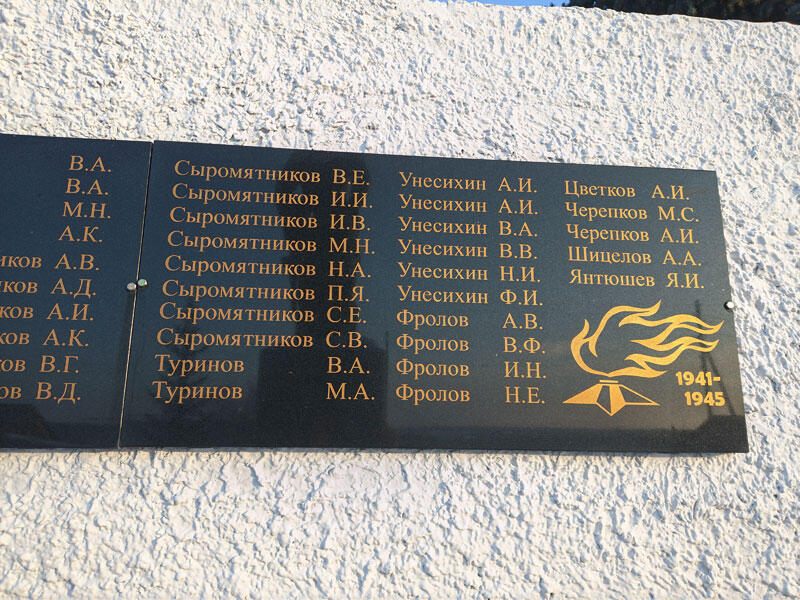 В.А.
В.А.
М.Н.
А.К.
иков А.В.
ков А.Д.
ков А.И.
ков А.К.
ов В.Г.
ов В.Д.
Сыромятников В.Е.
Сыромятников И.И.
Сыромятников И.В.
Сыромятников М.Н.
Сыромятников Н.А.
Сыромятников П.Я.
Сыромятников С.Е.
Сыромятников С.В.
Туринов В.А.
Туринов М.А.
Унесихин А.И.
Унесихин А.И.
Унесихин В.А.
Унесихин В.В.
Унесихин Н.И.
Унесихин Ф.И.
Фролов А.В.
Фролов В.Ф.
Фролов И.Н.
Фролов Н.Е.
Цветков А.И.
Черепков М.С.
Черепков А.И.
Шицелов А.А.
Янтюшев Я.И.
1941-
1945